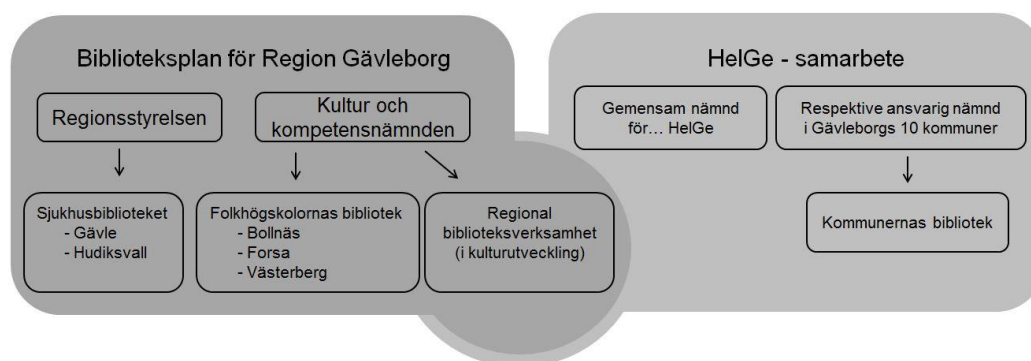 Biblioteksplan för Region Gävleborg
Regionsstyrelsen
Kultur och
kompetensnämnden
Sjukhusbiblioteket
- Gävle
- Hudiksvall
Folkhögskolornas bibliotek
- Bollnäs
- Forsa
- Västerberg
Regional
biblioteksverksamhet
(i kulturutveckling)
HelGe - samarbete
Gemensam nämnd
för... HelGe
Respektive ansvarig nämnd
i Gävleborgs 10 kommuner
Kommunernas bibliotek